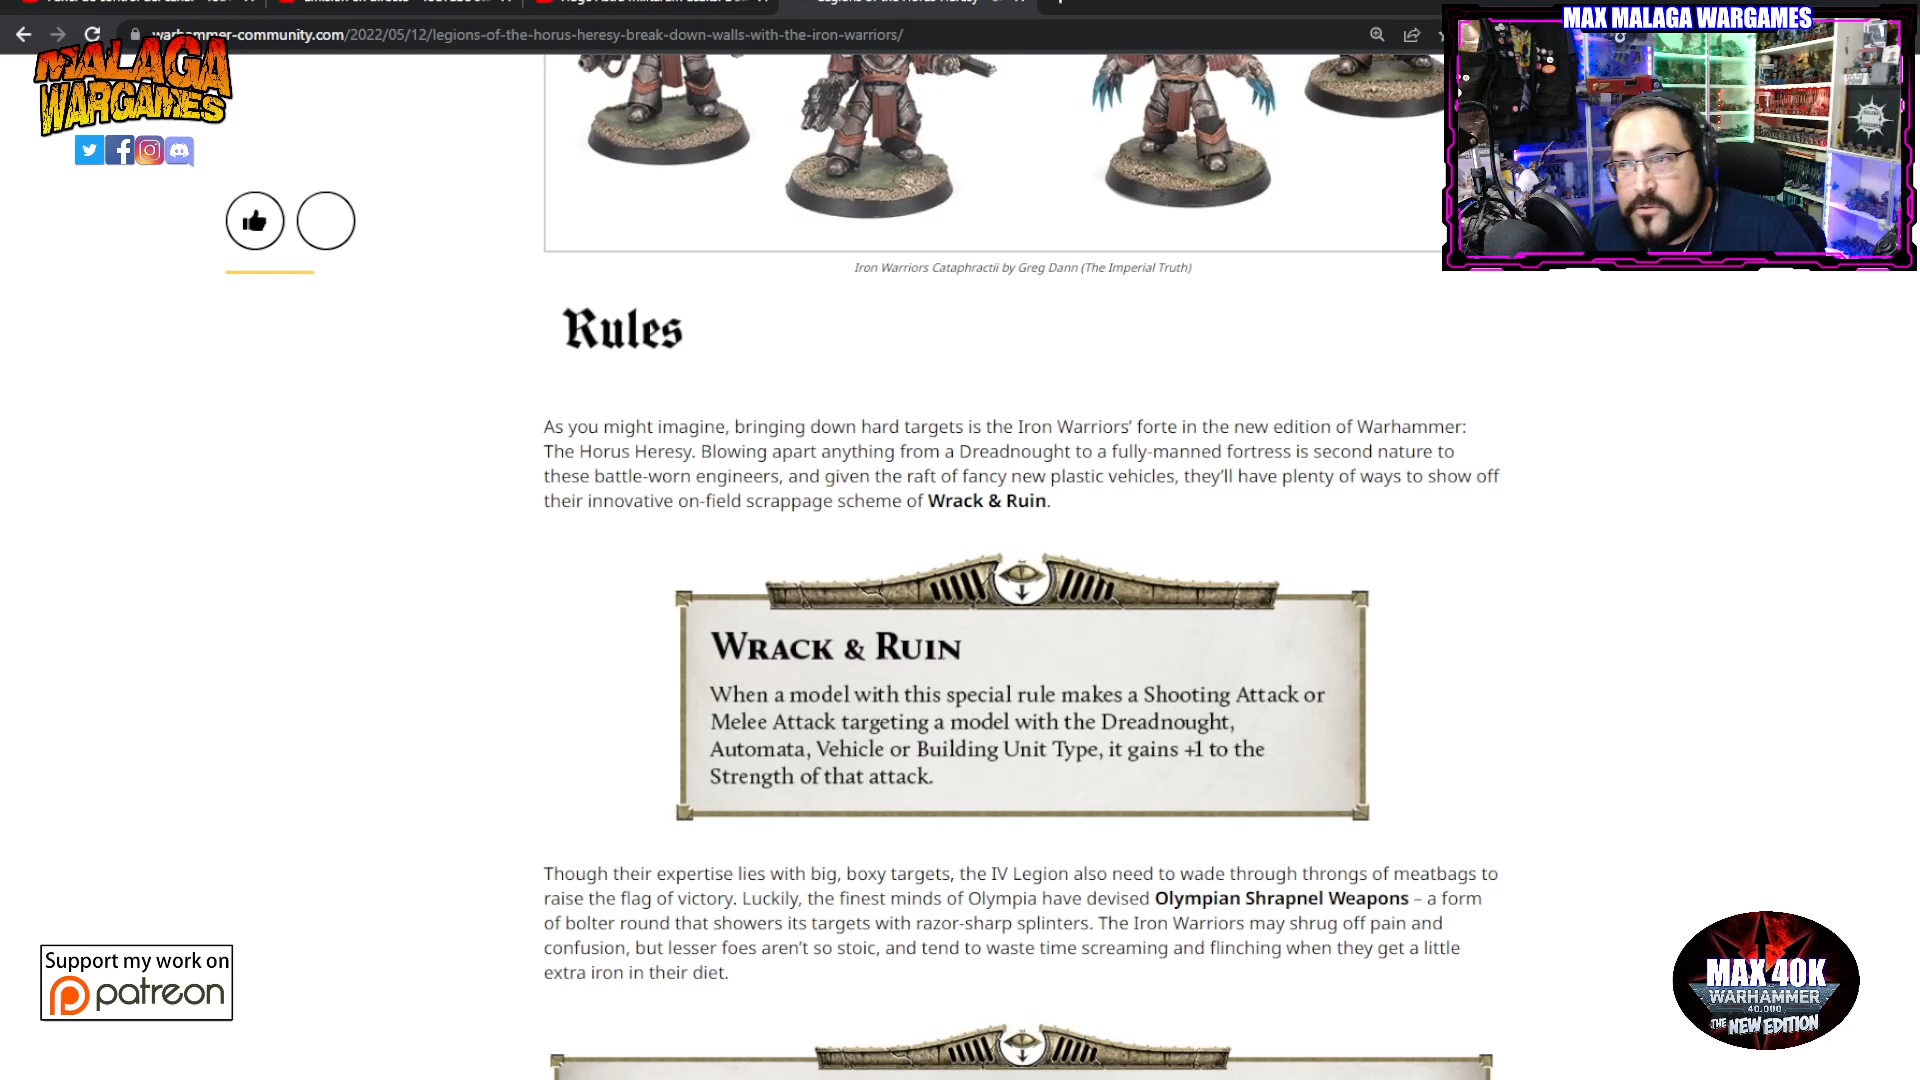 MAX MALAGA WARGAMES
warhammer-community.com/2022/05/12/legions-of-the-horus-heresy-break-down-walls-with-the-iron-warriors/
MALAGA
WARGAMES
Iron Warriors Cataphractii by Greg Dann (The Imperial Truth)
Rules
As you might imagine, bringing down hard targets is the Iron Warriors’ forte in the new edition of Warhammer:
The Horus Heresy. Blowing apart anything from a Dreadnought to a fully-manned fortress is second nature to
these battle-worn engineers, and given the raft of fancy new plastic vehicles, they’ll have plenty of ways to show off
their innovative on-field scrappage scheme of Wrack & Ruin.
WRACK & RUIN
When a model with this special rule makes a Shooting Attack or
Melee Attack targeting a model with the Dreadnought,
Automata, Vehicle or Building Unit Type, it gains +1 to the
Strength of that attack.
Though their expertise lies with big, boxy targets, the IV Legion also need to wade through throngs of meatbags to
raise the flag of victory. Luckily, the finest minds of Olympia have devised Olympian Shrapnel Weapons – a form
of bolter round that showers its targets with razor-sharp splinters. The Iron Warriors may shrug off pain and
confusion, but lesser foes aren’t so stoic, and tend to waste time screaming and flinching when they get a little
extra iron in their diet.
Support my work on
patreon
MAX 40K
WARHAMMER
40,000
THE NEW EDITION